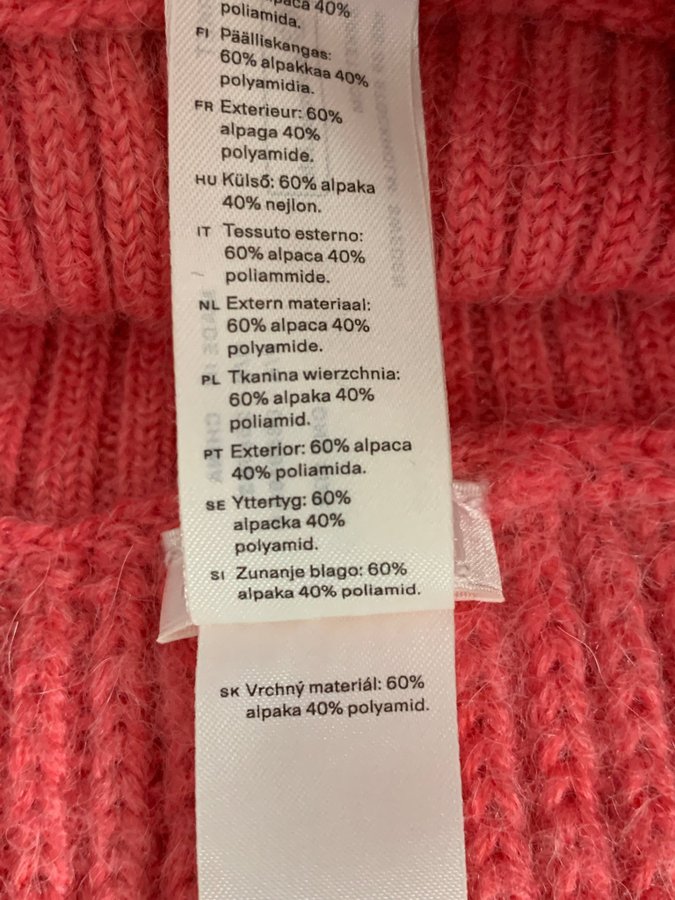 40%
poliamida.
FI Päälliskangas:
60% alpakkaa 40%
polyamidia.
FR Exterieur: 60%
alpaga 40%
polyamide.
HU Külső: 60% alpaka
40% nejlon.
IT Tessuto esterno:
60% alpaca 40%
poliammide.
NL Extern materiaal:
60% alpaca 40%
polyamide.
PL Tkanina wierzchnia:
60% alpaka 40%
poliamid.
PT Exterior: 60% alpaca
40% poliamida.
SE Yttertyg: 60%
alpacka 40%
polyamid.
SI Zunanje blago: 60%
alpaka 40% poliamid.
SK Vrchný materiál: 60%
alpaka 40% polyamid.